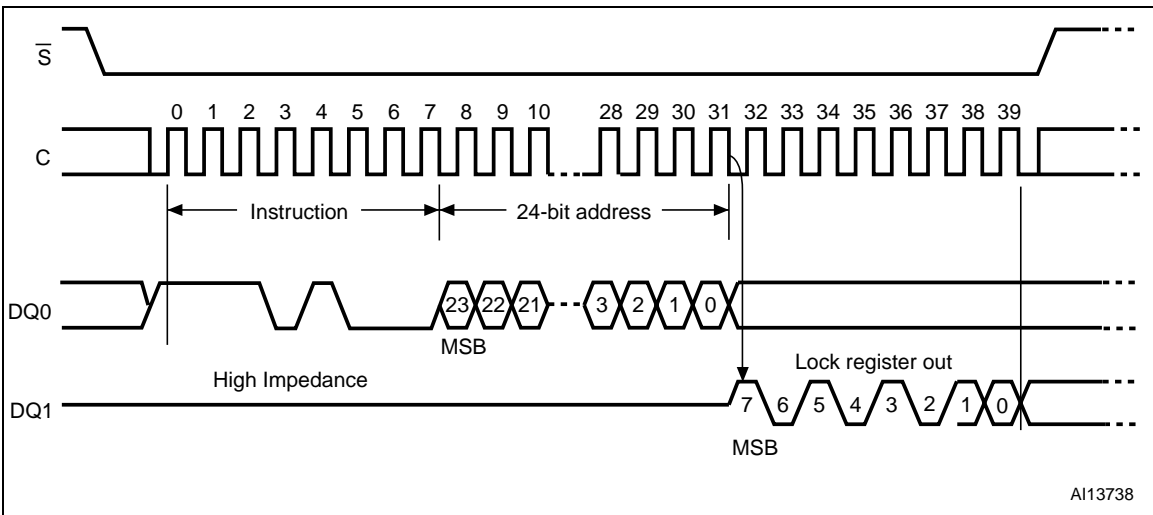 S
0 1 2 3 4 5 6 7 8 9 10 28 29 30 31 32 33 34 35 36 37 38 39
C
Instruction 24-bit address
DQ0 23 22 21 3 2 1 0
MSB
High Impedance Lock register out
DQ1 7 6 5 4 3 2 1 0
MSB
AI13738